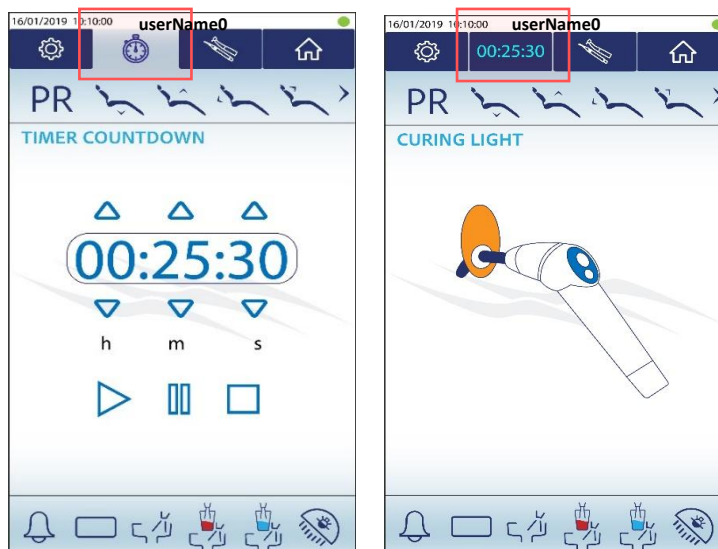 16/01/2019 10:10:00 userName0
PR
TIMER COUNTDOWN
00:25:30
h m s
16/01/2019 10:10:00 userName0
00:25:30
PR
CURING LIGHT